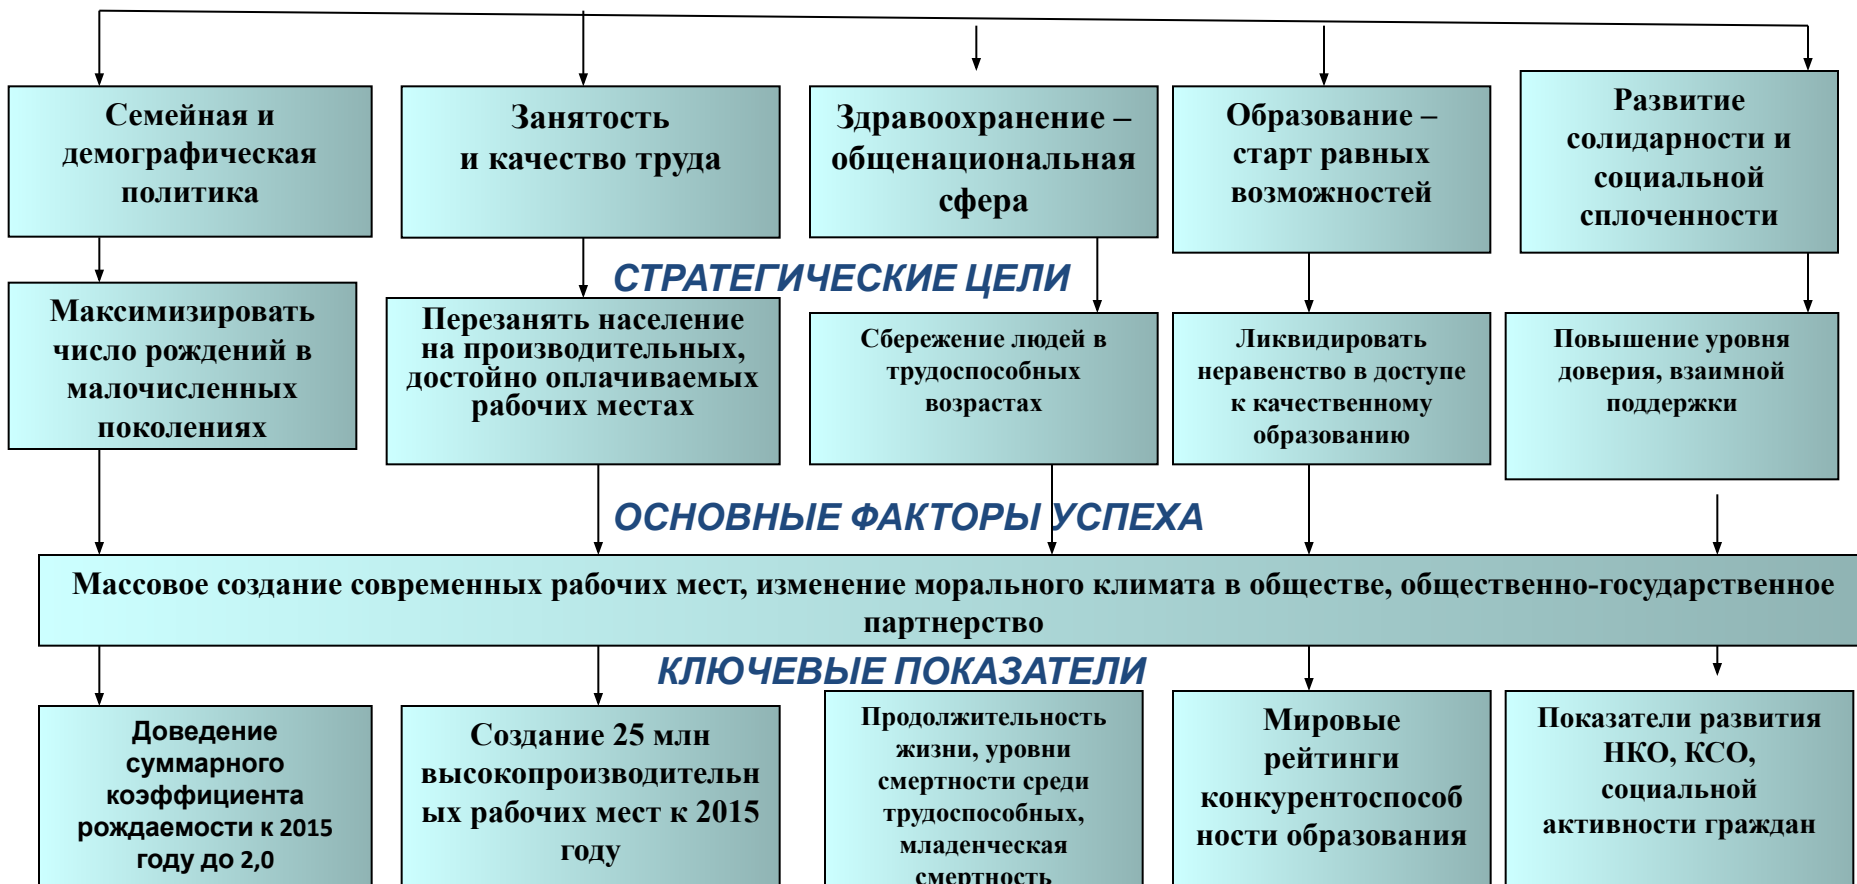 Семейная и
демографическая
политика
Занятость
и качество труда
Здравоохранение –
общенациональная
сфера
Образование –
старт равных
возможностей
Развитие
солидарности и
социальной
сплоченности
СТРАТЕГИЧЕСКИЕ ЦЕЛИ
Максимизировать
число рождений в
малочисленных
поколениях
Перезанять население
на производительных,
достойно оплачиваемых
рабочих местах
Сбережение людей в
трудоспособных
возрастах
Ликвидировать
неравенство в доступе
к качественному
образованию
Повышение уровня
доверия, взаимной
поддержки
ОСНОВНЫЕ ФАКТОРЫ УСПЕХА
Массовое создание современных рабочих мест, изменение морального климата в обществе, общественно-государственное
партнерство
КЛЮЧЕВЫЕ ПОКАЗАТЕЛИ
Доведение
суммарного
коэффициента
рождаемости к 2015
году до 2,0
Создание 25 млн
высокопроизводительн
ых рабочих мест к 2015
году
Продолжительность
жизни, уровни
смертности среди
трудоспособных,
младенческая
смертность
Мировые
рейтинги
конкурентоспособ
ности образования
Показатели развития
НКО, КСО,
социальной
активности граждан